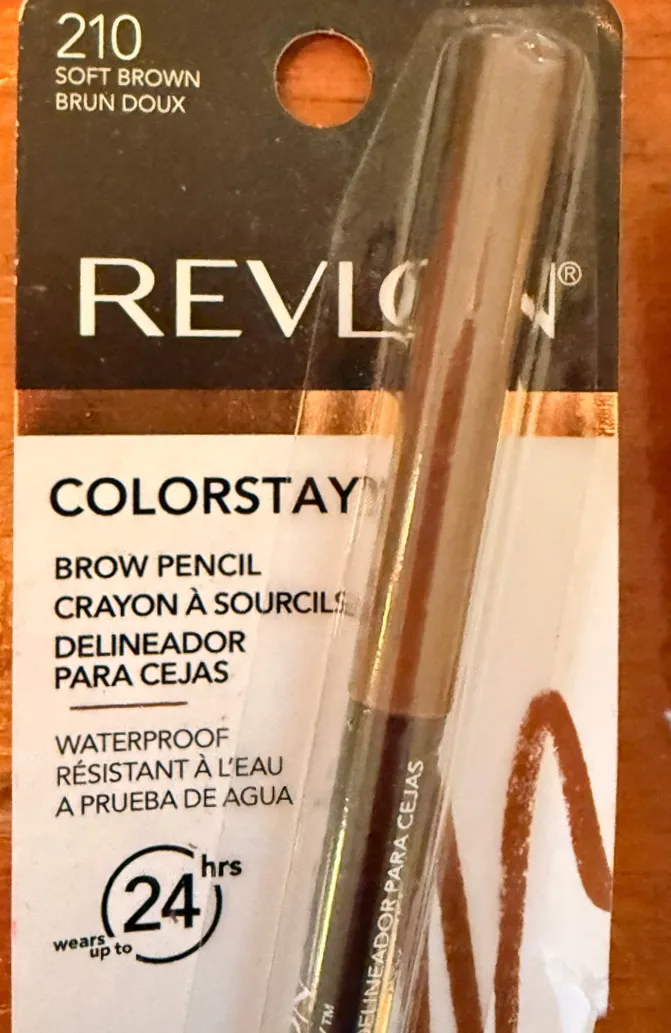 210
SOFT BROWN
BRUN DOUX
REVLON®
COLORSTAY™
BROW PENCIL
CRAYON À SOURCILS
DELINEADOR
PARA CEJAS
WATERPROOF
RÉSISTANT À L'EAU
A PRUEBA DE AGUA
24 hrs
wears
up to
DELINEADOR PARA CEJAS